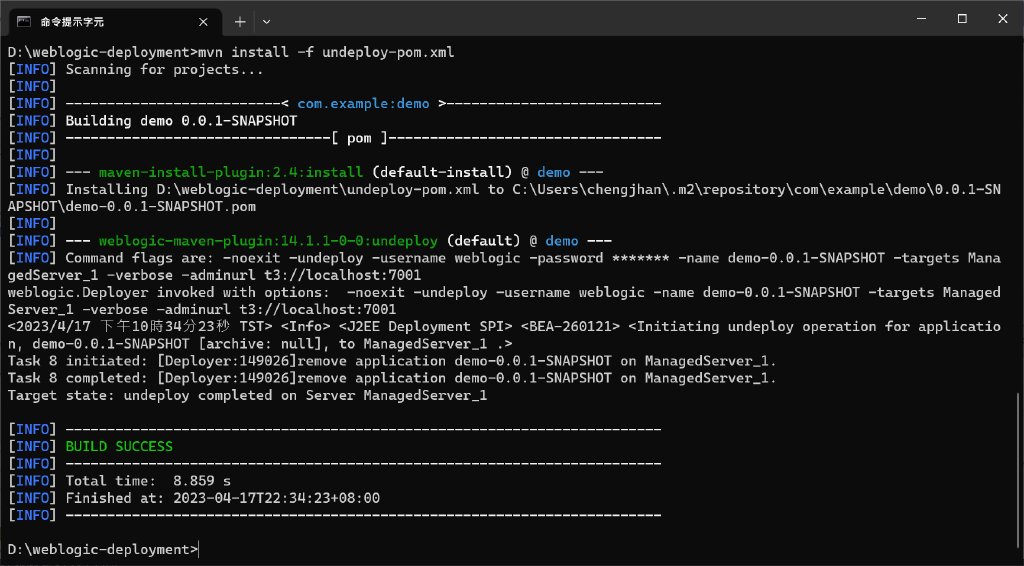 命令提示字元
D:\weblogic-deployment>mvn install -f undeploy-pom.xml
[INFO] Scanning for projects...
[INFO]
[INFO] --------------------------< com.example:demo >--------------------------
[INFO] Building demo 0.0.1-SNAPSHOT
[INFO] --------------------------------[ pom ]---------------------------------
[INFO]
[INFO] --- maven-install-plugin:2.4:install (default-install) @ demo ---
[INFO] Installing D:\weblogic-deployment\undeploy-pom.xml to C:\Users\chengjhan\.m2\repository\com\example\demo\0.0.1-SN
APSHOT\demo-0.0.1-SNAPSHOT.pom
[INFO]
[INFO] --- weblogic-maven-plugin:14.1.1-0-0:undeploy (default) @ demo ---
[INFO] Command flags are: -noexit -undeploy -username weblogic -password ******* -name demo-0.0.1-SNAPSHOT -targets Mana
gedServer_1 -verbose -adminurl t3://localhost:7001
weblogic.Deployer invoked with options:  -noexit -undeploy -username weblogic -name demo-0.0.1-SNAPSHOT -targets Managed
Server_1 -verbose -adminurl t3://localhost:7001
<2023/4/17 下午10時34分23秒 TST> <Info> <J2EE Deployment SPI> <BEA-260121> <Initiating undeploy operation for applicatio
n, demo-0.0.1-SNAPSHOT [archive: null], to ManagedServer_1 .>
Task 8 initiated: [Deployer:149026]remove application demo-0.0.1-SNAPSHOT on ManagedServer_1.
Task 8 completed: [Deployer:149026]remove application demo-0.0.1-SNAPSHOT on ManagedServer_1.
Target state: undeploy completed on Server ManagedServer_1
[INFO] ------------------------------------------------------------------------
[INFO] BUILD SUCCESS
[INFO] ------------------------------------------------------------------------
[INFO] Total time:  8.859 s
[INFO] Finished at: 2023-04-17T22:34:23+08:00
[INFO] ------------------------------------------------------------------------
D:\weblogic-deployment>